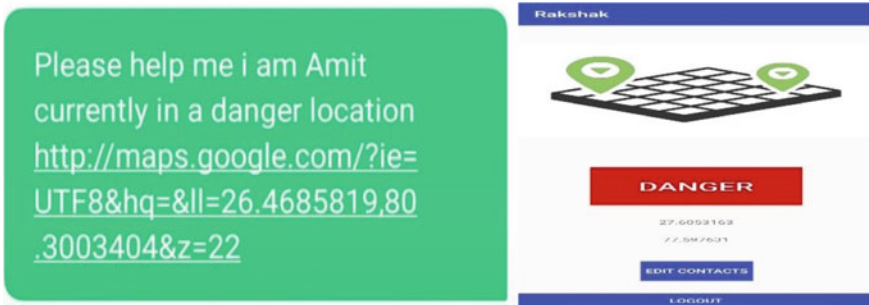 Please help me i am Amit
currently in a danger location
http://maps.google.com/?ie=
UTF8&hq=&ll=26.4685819,80
.3003404&z=22
Rakshak
DANGER
27.6053163
77.597631
EDIT CONTACTS
LOGOUT